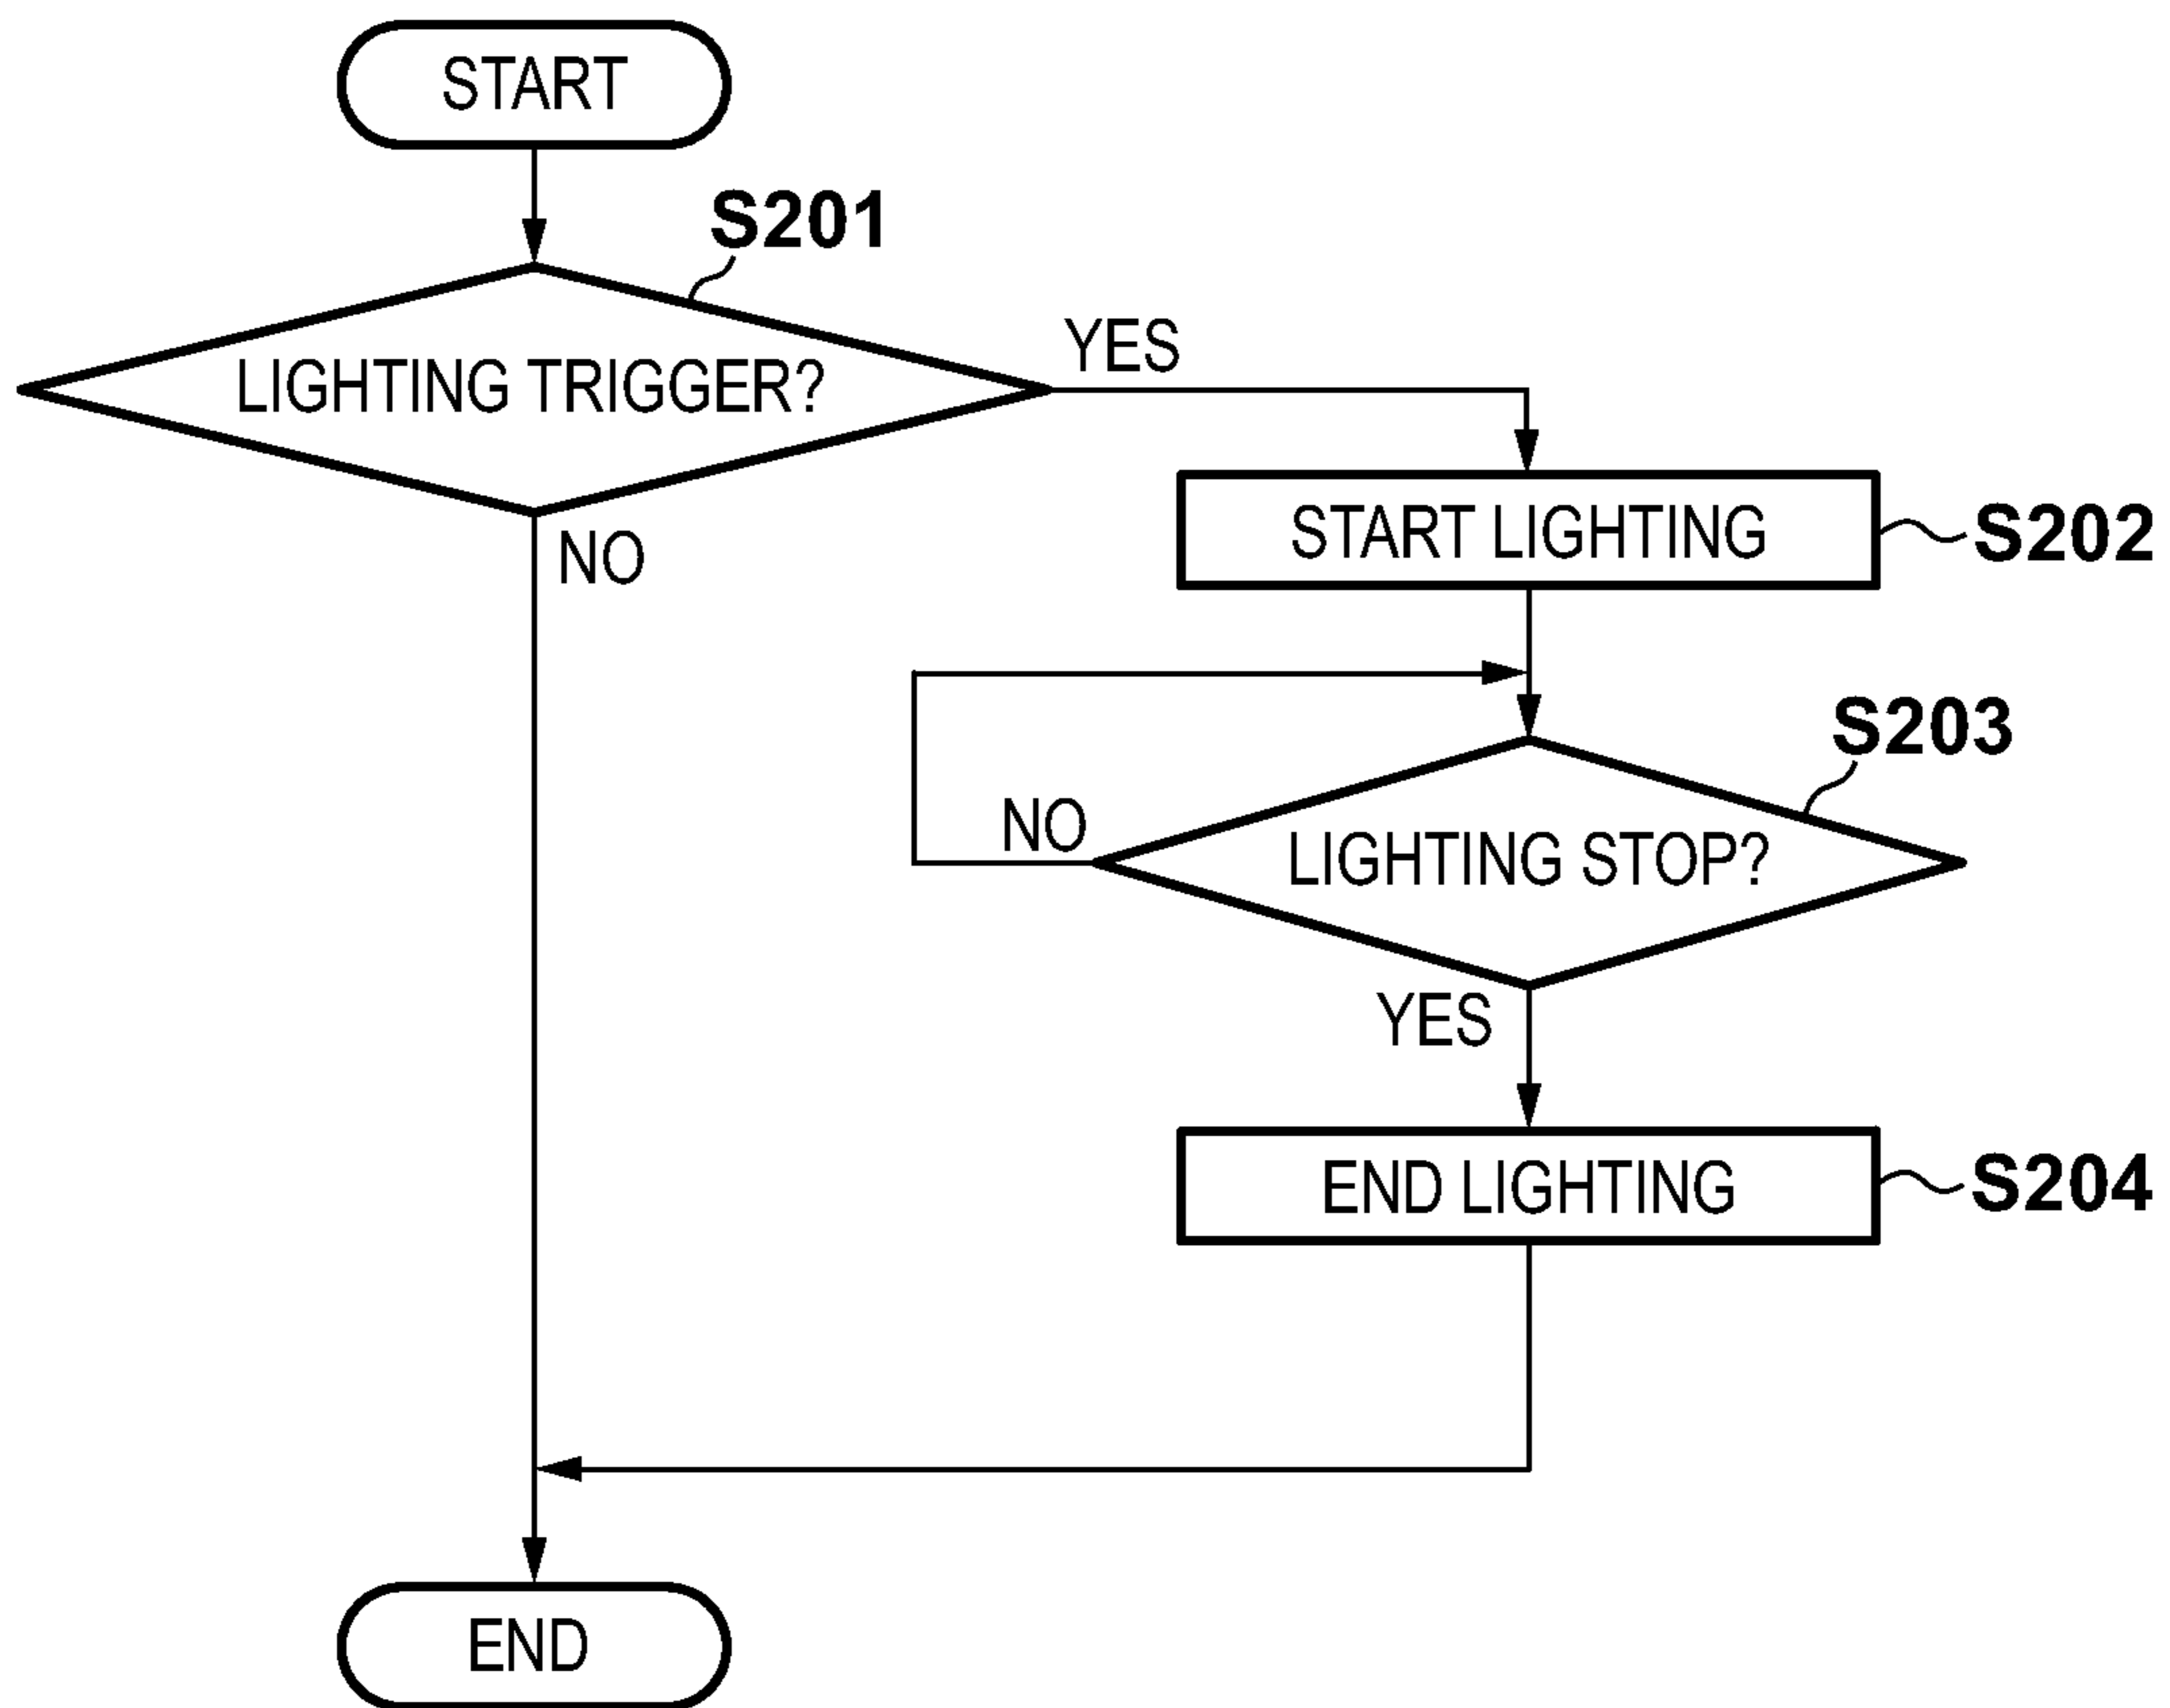 START
S201
LIGHTING TRIGGER?
YES
NO
START LIGHTING
S202
S203
LIGHTING STOP?
NO
YES
END LIGHTING
S204
END